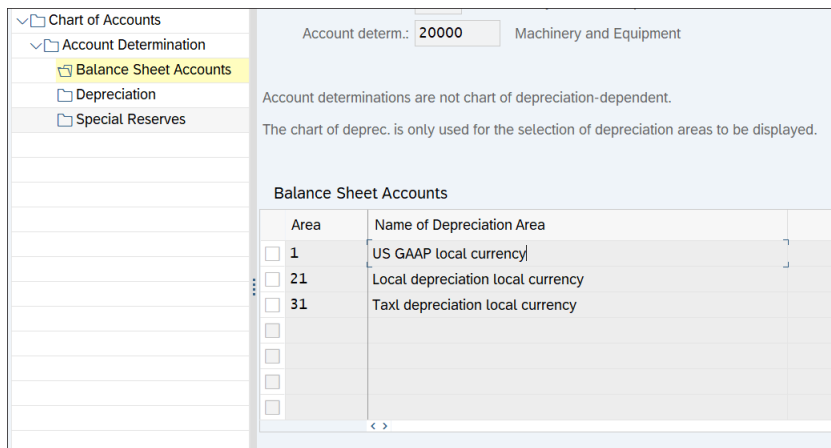 Chart of Accounts
Account Determination
Balance Sheet Accounts
Depreciation
Special Reserves
Account determ.: 20000 Machinery and Equipment
Account determinations are not chart of depreciation-dependent.
The chart of deprec. is only used for the selection of depreciation areas to be displayed.
Balance Sheet Accounts
Area Name of Depreciation Area
1 US GAAP local currency
21 Local depreciation local currency
31 Taxl depreciation local currency